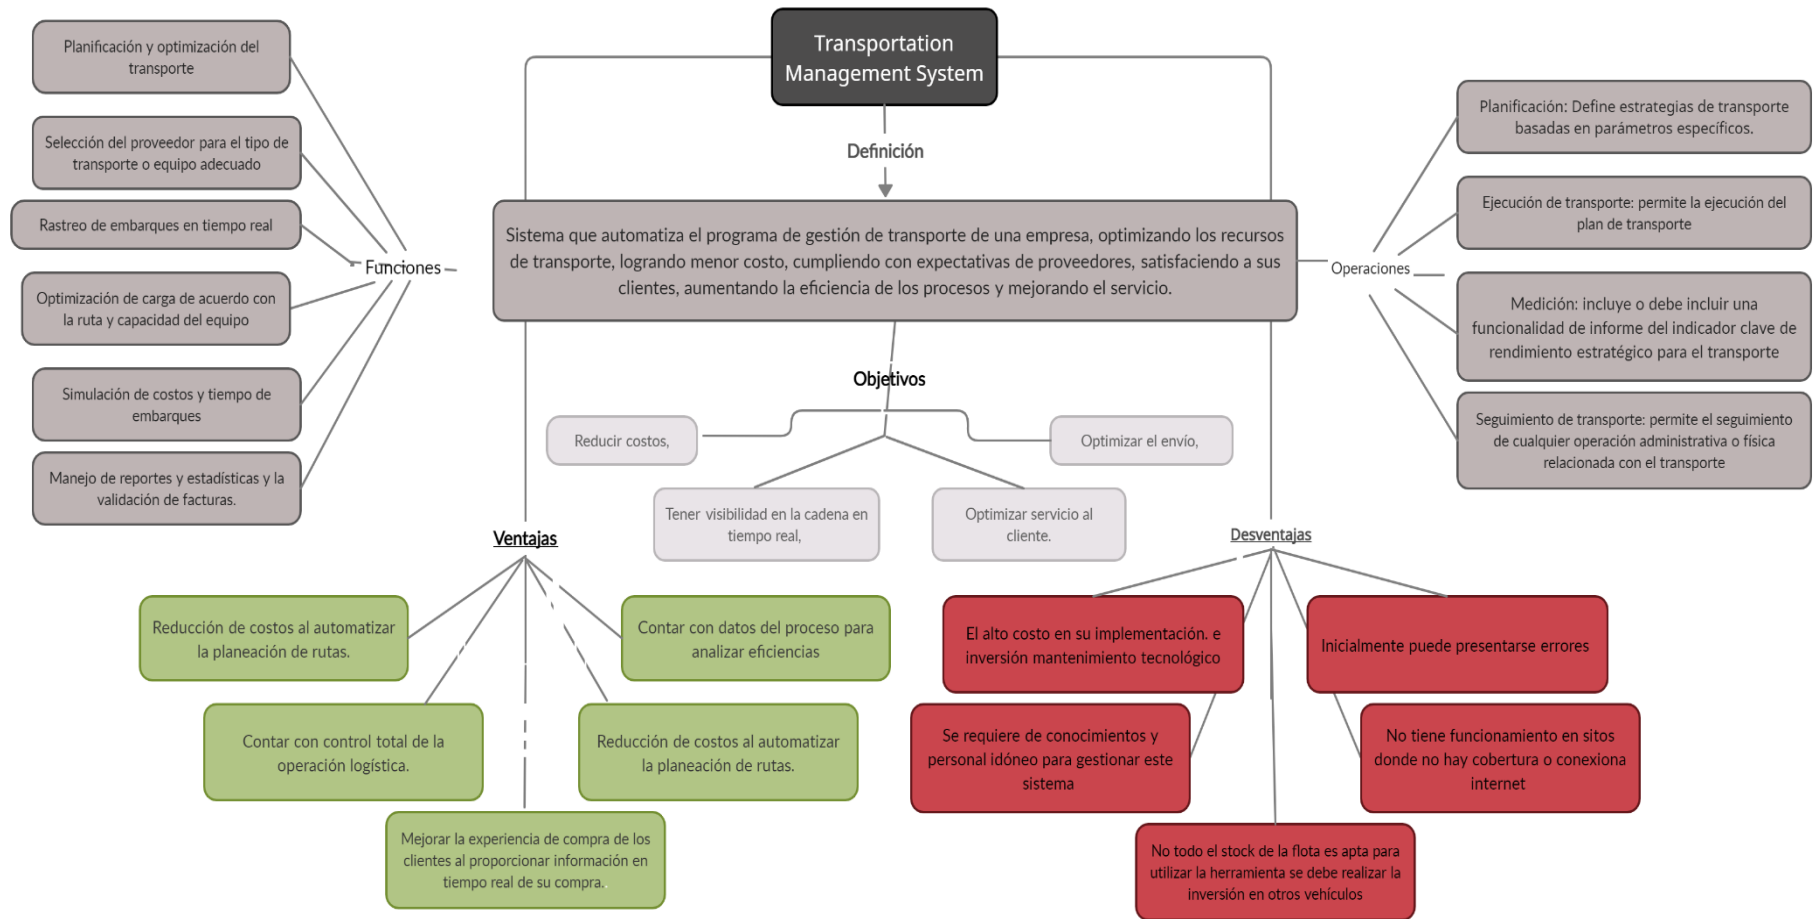 Transportation
Management System
Definición
Sistema que automatiza el programa de gestión de transporte de una empresa, optimizando los recursos
de transporte, logrando menor costo, cumpliendo con expectativas de proveedores, satisfaciendo a sus
clientes, aumentando la eficiencia de los procesos y mejorando el servicio.
Funciones
Planificación y optimización del
transporte
Selección del proveedor para el tipo de
transporte o equipo adecuado
Rastreo de embarques en tiempo real
Optimización de carga de acuerdo con
la ruta y capacidad del equipo
Simulación de costos y tiempo de
embarques
Manejo de reportes y estadísticas y la
validación de facturas.
Operaciones
Planificación: Define estrategias de transporte
basadas en parámetros específicos.
Ejecución de transporte: permite la ejecución del
plan de transporte
Medición: incluye o debe incluir una
funcionalidad de informe del indicador clave de
rendimiento estratégico para el transporte
Seguimiento de transporte: permite el seguimiento
de cualquier operación administrativa o física
relacionada con el transporte
Objetivos
Reducir costos,
Optimizar el envío,
Tener visibilidad en la cadena en
tiempo real,
Optimizar servicio al
cliente.
Ventajas
Reducción de costos al automatizar
la planeación de rutas.
Contar con datos del proceso para
analizar eficiencias
Contar con control total de la
operación logística.
Reducción de costos al automatizar
la planeación de rutas.
Mejorar la experiencia de compra de los
clientes al proporcionar información en
tiempo real de su compra..
Desventajas
El alto costo en su implementación. e
inversión mantenimiento tecnológico
Inicialmente puede presentarse errores
Se requiere de conocimientos y
personal idóneo para gestionar este
sistema
No tiene funcionamiento en sitos
donde no hay cobertura o conexiona
internet
No todo el stock de la flota es apta para
utilizar la herramienta se debe realizar la
inversión en otros vehículos